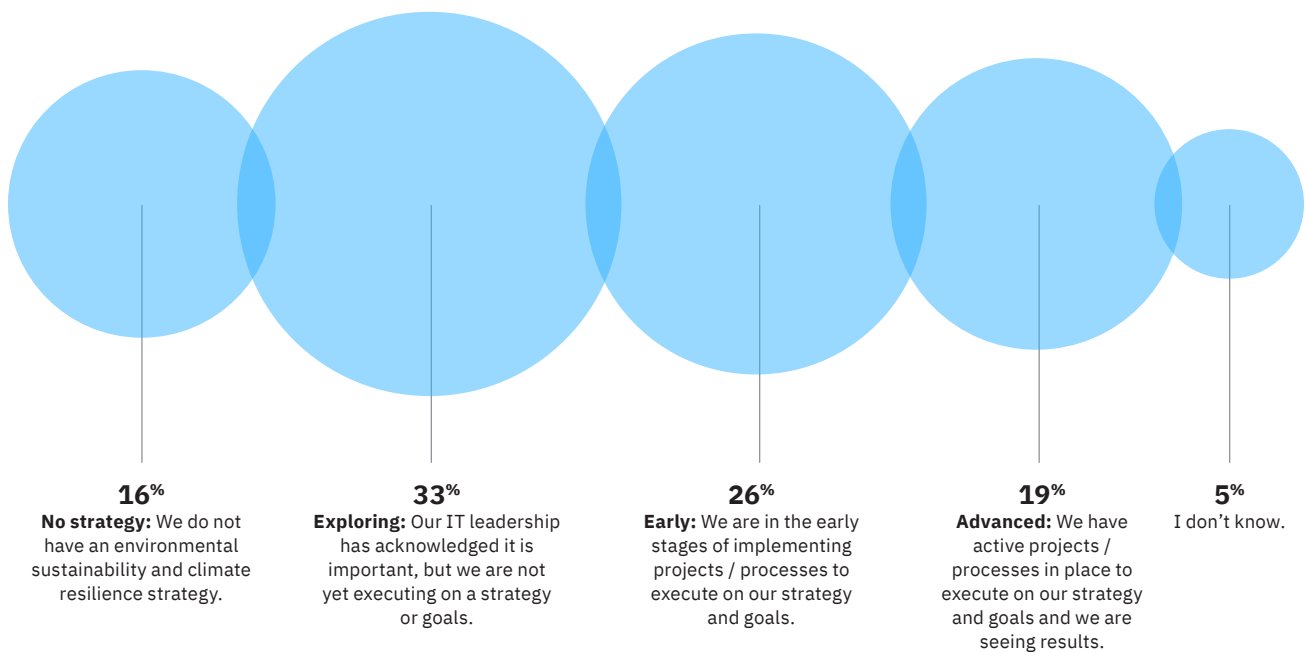 16%
No strategy: We do not
have an environmental
sustainability and climate
resilience strategy.
33%
Exploring: Our IT leadership
has acknowledged it is
important, but we are not
yet executing on a strategy
or goals.
26%
Early: We are in the early
stages of implementing
projects / processes to
execute on our strategy
and goals.
19%
Advanced: We have
active projects /
processes in place to
execute on our strategy
and goals and we are
seeing results.
5%
I don’t know.